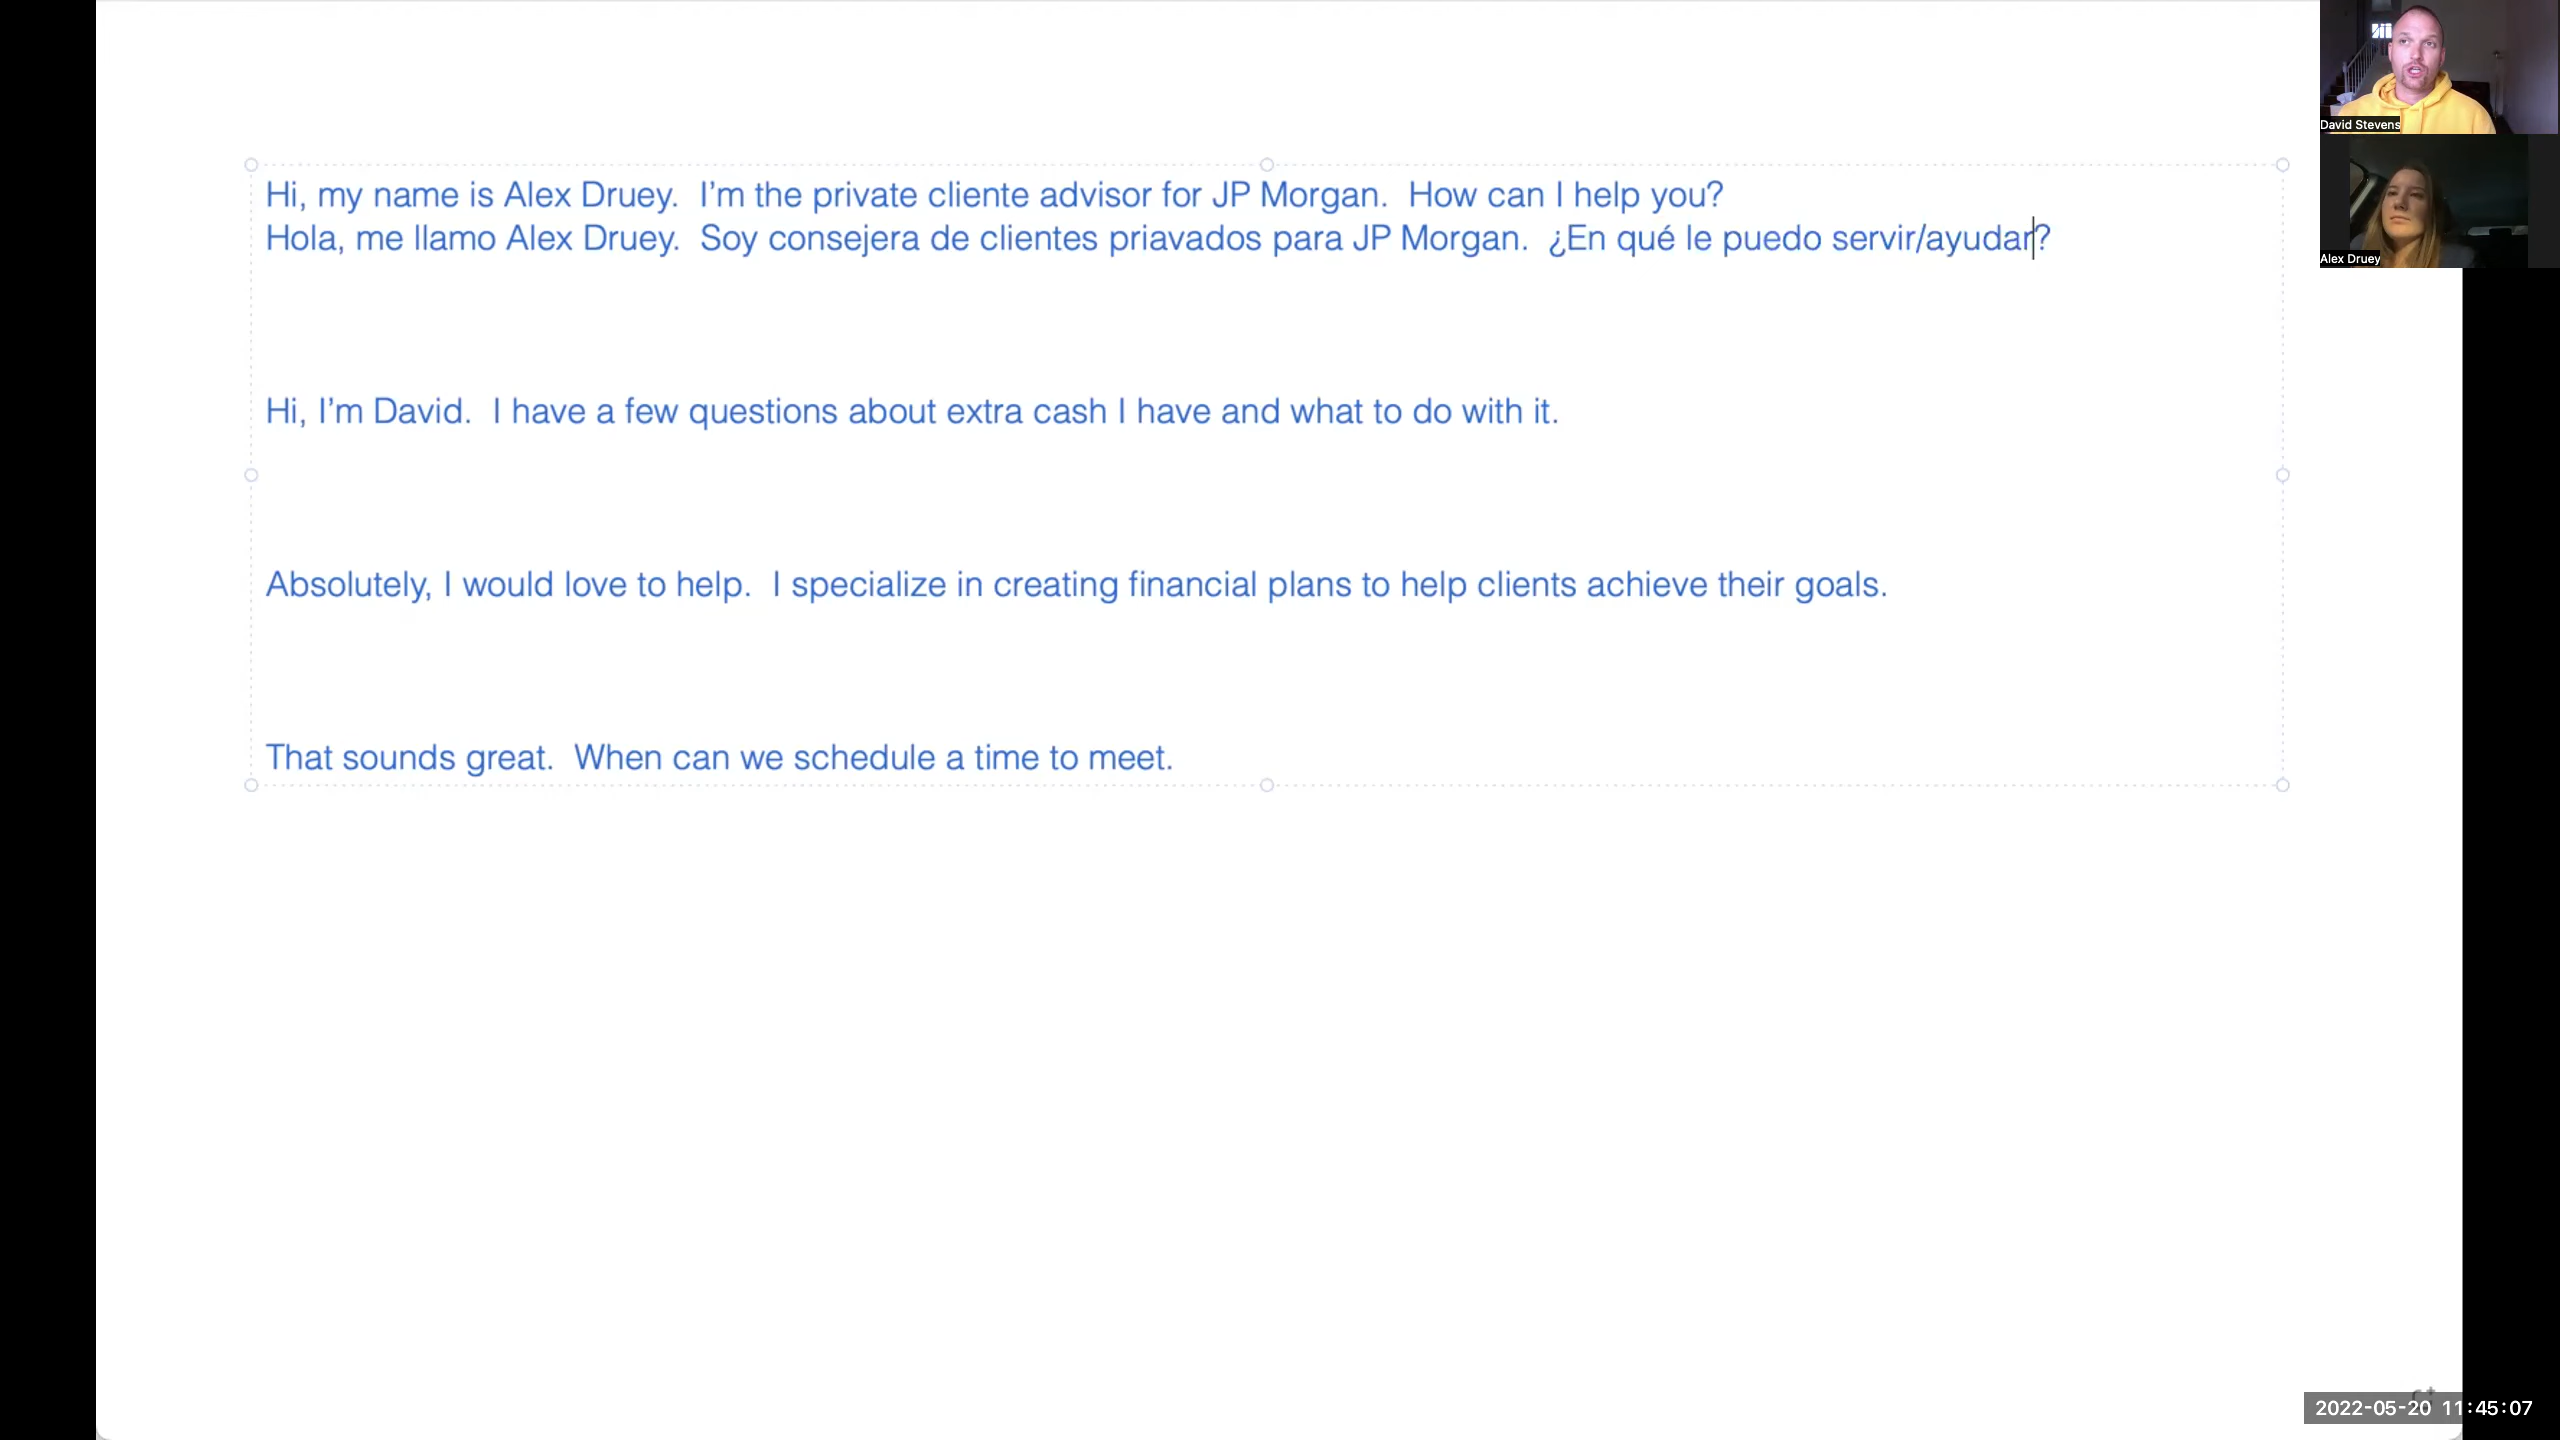 David Stevens
Alex Druey
Hi, my name is Alex Druey.  I’m the private cliente advisor for JP Morgan.  How can I help you?
Hola, me llamo Alex Druey.  Soy consejera de clientes priavados para JP Morgan.  ¿En qué le puedo servir/ayudar?
Hi, I’m David.  I have a few questions about extra cash I have and what to do with it.
Absolutely, I would love to help.  I specialize in creating financial plans to help clients achieve their goals.
That sounds great.  When can we schedule a time to meet.
2022-05-20 11:45:07